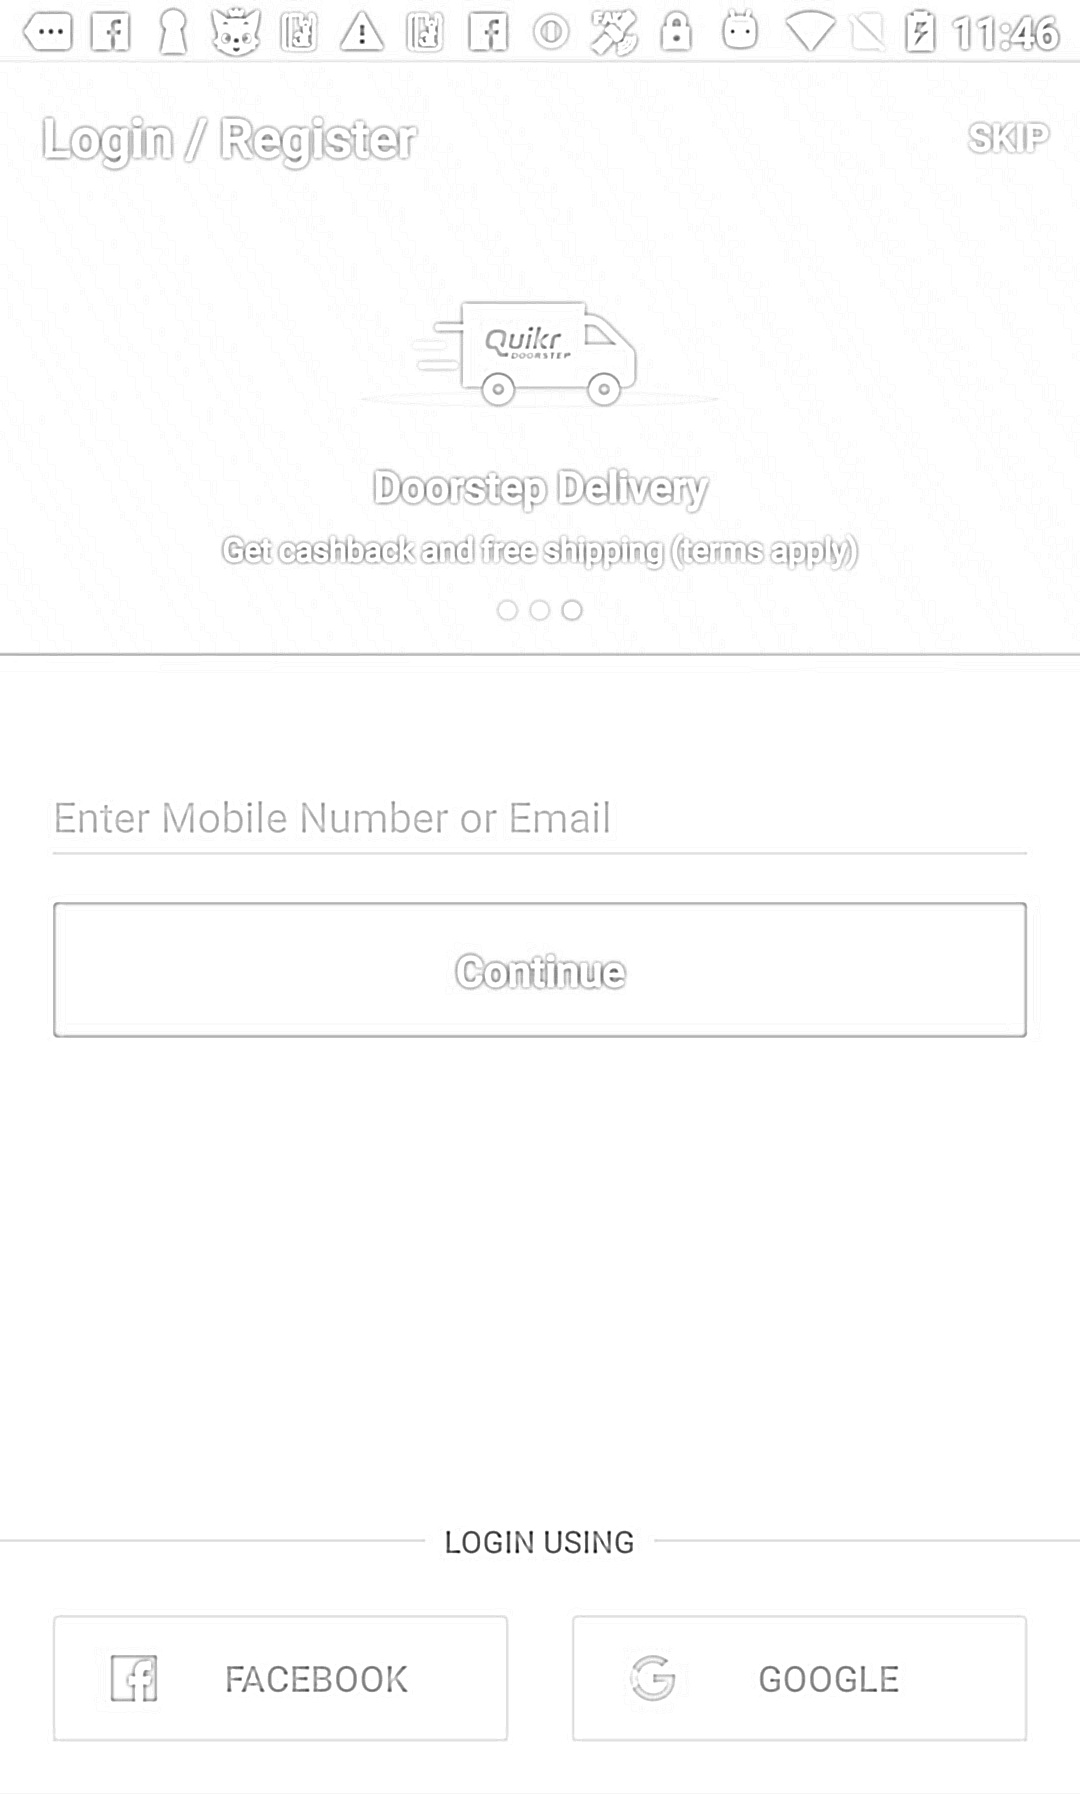 11:46
Login / Register
SKIP
Quikr
DOORSTEP
Doorstep Delivery
Get cashback and free shipping (terms apply)
Enter Mobile Number or Email
Continue
LOGIN USING
FACEBOOK
GOOGLE